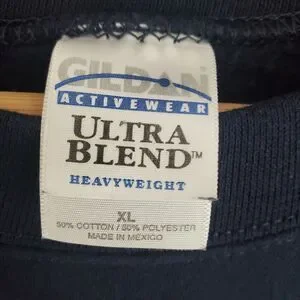 GILDAN
ACTIVEWEAR
ULTRA
BLEND™
HEAVYWEIGHT
XL
50% COTTON / 50% POLYESTER
MADE IN MEXICO